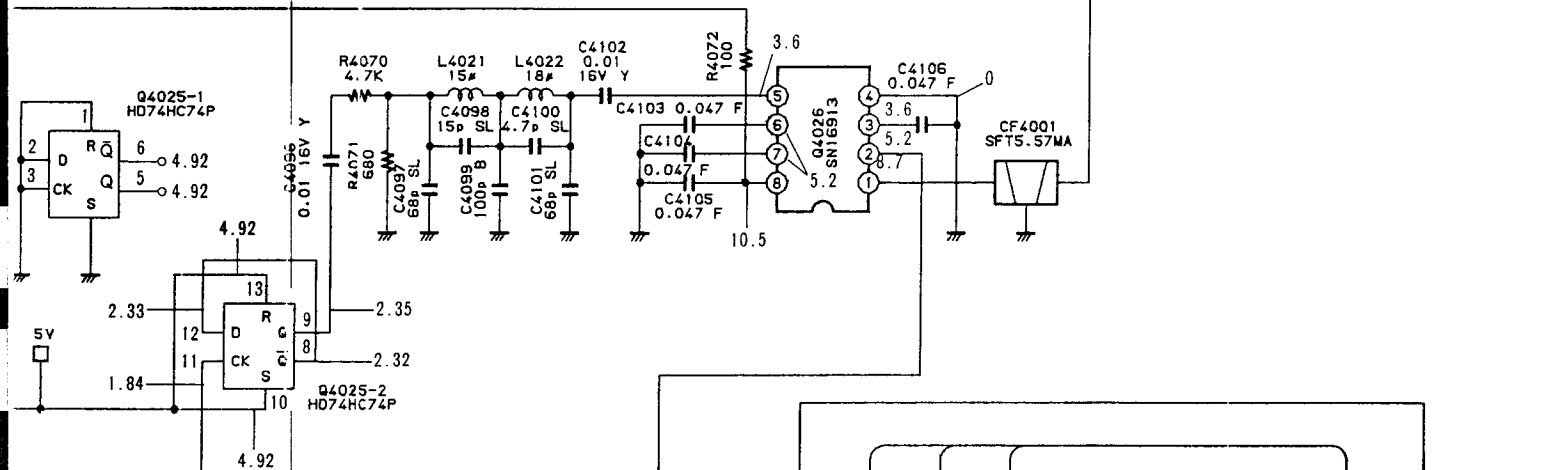 Q4025-1
HD74HC74P
1
2
D
R
Q̅
6
4.92
3
CK
Q
5
4.92
S
0.01 16V Y
R4070
4.7K
R4071
680
L4021
15μ
L4022
18μ
C4102
0.01
16V Y
C4098
15p SL
C4100
4.7p SL
C4097
68p SL
C4099
100p B
C4101
68p SL
R4072
100
3.6
C4103 0.047 F
C4104
0.047 F
C4105
0.047 F
10.5
5
6
7
8
Q4026
SN16913
4
3
2
1
5.2
C4106
0.047 F
0
3.6
5.2
8.7
CF4001
SFT5.57MA
4.92
13
2.33
12
D
R
Q
9
2.35
11
CK
Q̅
8
2.32
1.84
S
10
Q4025-2
HD74HC74P
5V
4.92